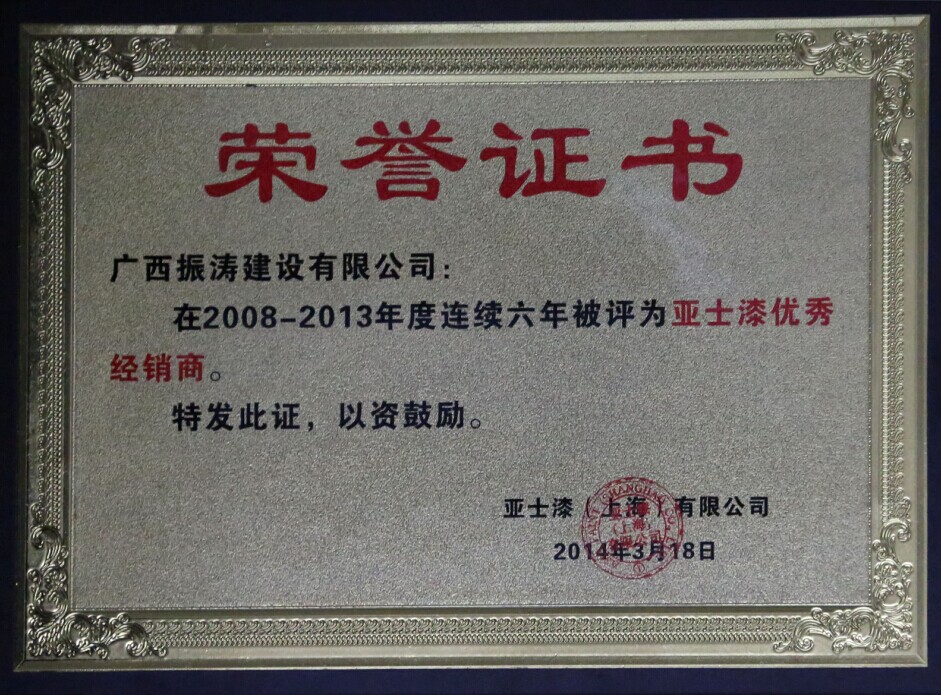 荣誉证书
广西振涛建设有限公司：
在2008-2013年度连续六年被评为亚士漆优秀
经销商。
特发此证，以资鼓励。
亚士漆（上海）有限公司
2014年3月18日